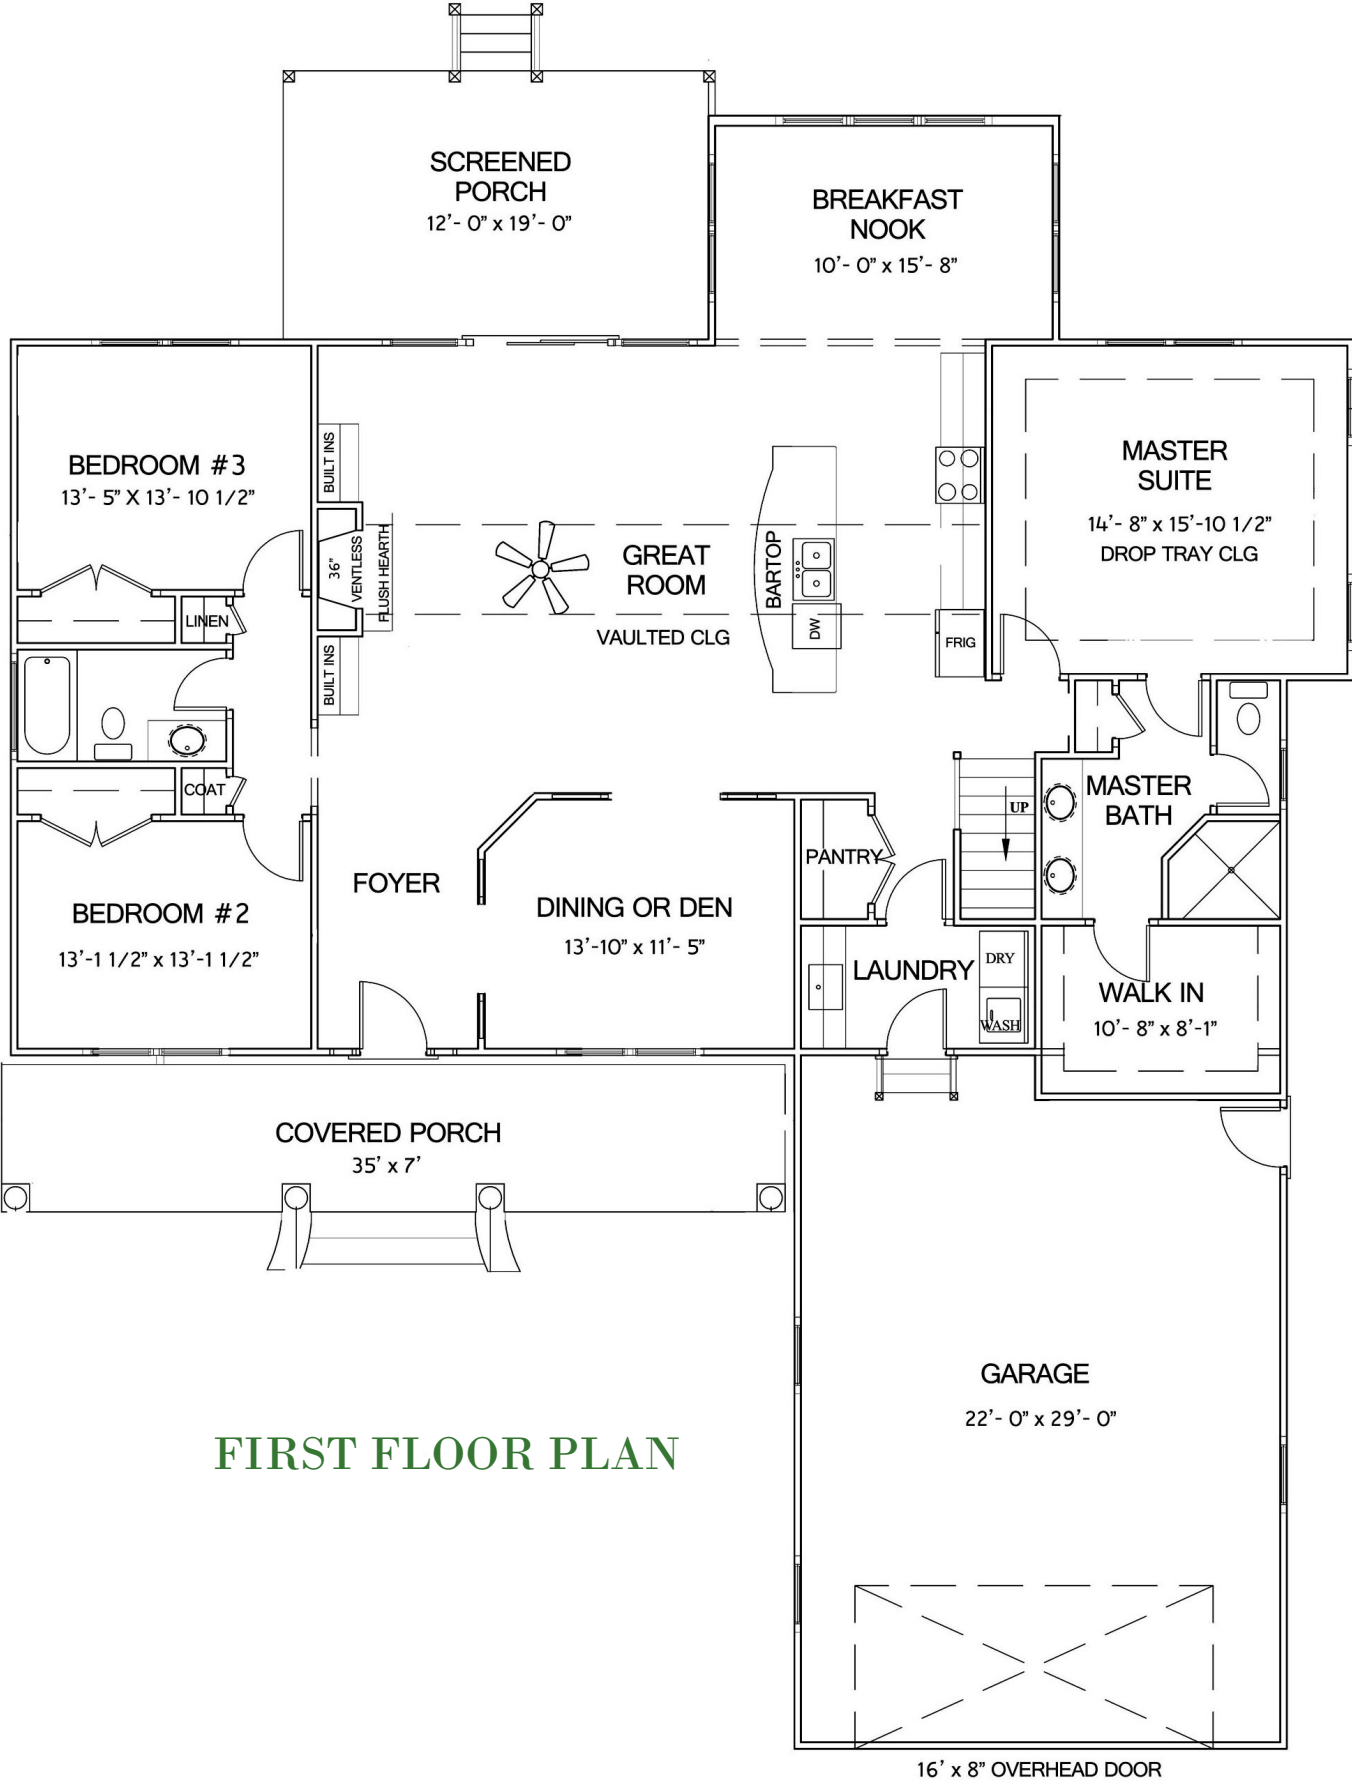 SCREENED
PORCH
12'- 0" x 19'- 0"
BREAKFAST
NOOK
10'- 0" x 15'- 8"
BEDROOM #3
13'- 5" X 13'- 10 1/2"
BUILT INS
36"
VENTLESS
FLUSH HEARTH
BUILT INS
GREAT
ROOM
VAULTED CLG
BARTOP
DW
FRIG
MASTER
SUITE
14'- 8" x 15'-10 1/2"
DROP TRAY CLG
LINEN
COAT
MASTER
BATH
UP
PANTRY
FOYER
DINING OR DEN
13'-10" x 11'- 5"
BEDROOM #2
13'-1 1/2" x 13'-1 1/2"
LAUNDRY
DRY
WASH
WALK IN
10'- 8" x 8'-1"
COVERED PORCH
35' x 7'
GARAGE
22'- 0" x 29'- 0"
FIRST FLOOR PLAN
16' x 8" OVERHEAD DOOR